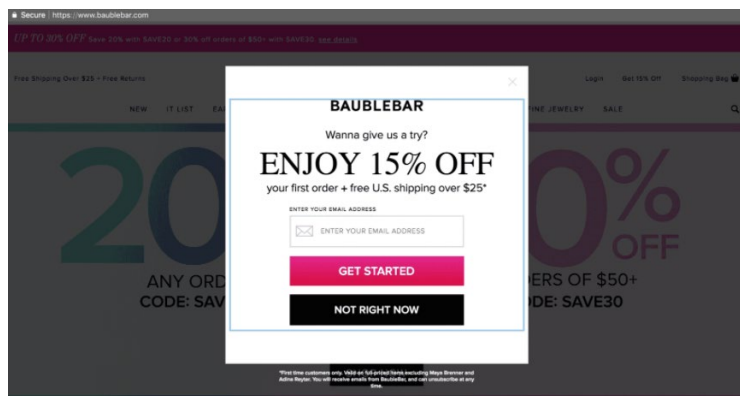 Secure | https://www.baublebar.com
UP TO 30% OFF Save 20% with SAVE20 or 30% off orders of $50+ with SAVE30. see details
Free Shipping Over $25 + Free Returns
Login Get 15% Off Shopping Bag
NEW IT LIST EA
FINE JEWELRY SALE
20
0%
OFF
ANY ORD
CODE: SAV
ERS OF $50+
DE: SAVE30
BAUBLEBAR
Wanna give us a try?
ENJOY 15% OFF
your first order + free U.S. shipping over $25*
ENTER YOUR EMAIL ADDRESS
ENTER YOUR EMAIL ADDRESS
GET STARTED
NOT RIGHT NOW
*First time customers only. Valid on full-priced items excluding Maya Brenner and
Adina Reyter. You will receive emails from BaubleBar, and can unsubscribe at any
time.